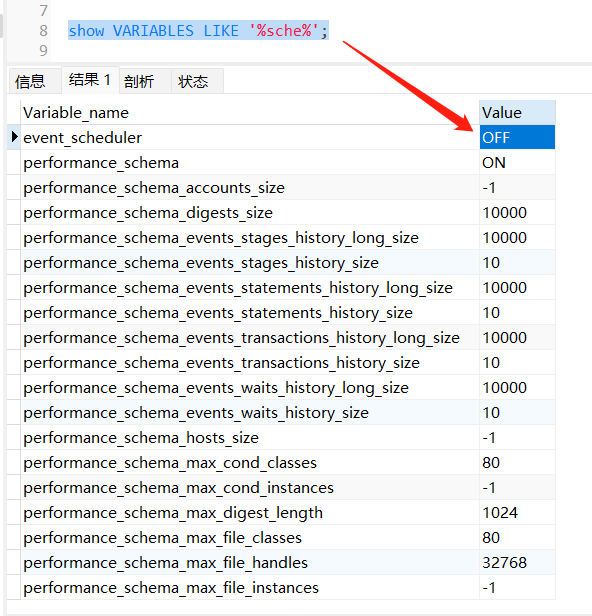 7
8 show VARIABLES LIKE '%sche%';
9
信息 结果 1 剖析 状态
Variable_name Value
event_scheduler OFF
performance_schema ON
performance_schema_accounts_size -1
performance_schema_digests_size 10000
performance_schema_events_stages_history_long_size 10000
performance_schema_events_stages_history_size 10
performance_schema_events_statements_history_long_size 10000
performance_schema_events_statements_history_size 10
performance_schema_events_transactions_history_long_size 10000
performance_schema_events_transactions_history_size 10
performance_schema_events_waits_history_long_size 10000
performance_schema_events_waits_history_size 10
performance_schema_hosts_size -1
performance_schema_max_cond_classes 80
performance_schema_max_cond_instances -1
performance_schema_max_digest_length 1024
performance_schema_max_file_classes 80
performance_schema_max_file_handles 32768
performance_schema_max_file_instances -1